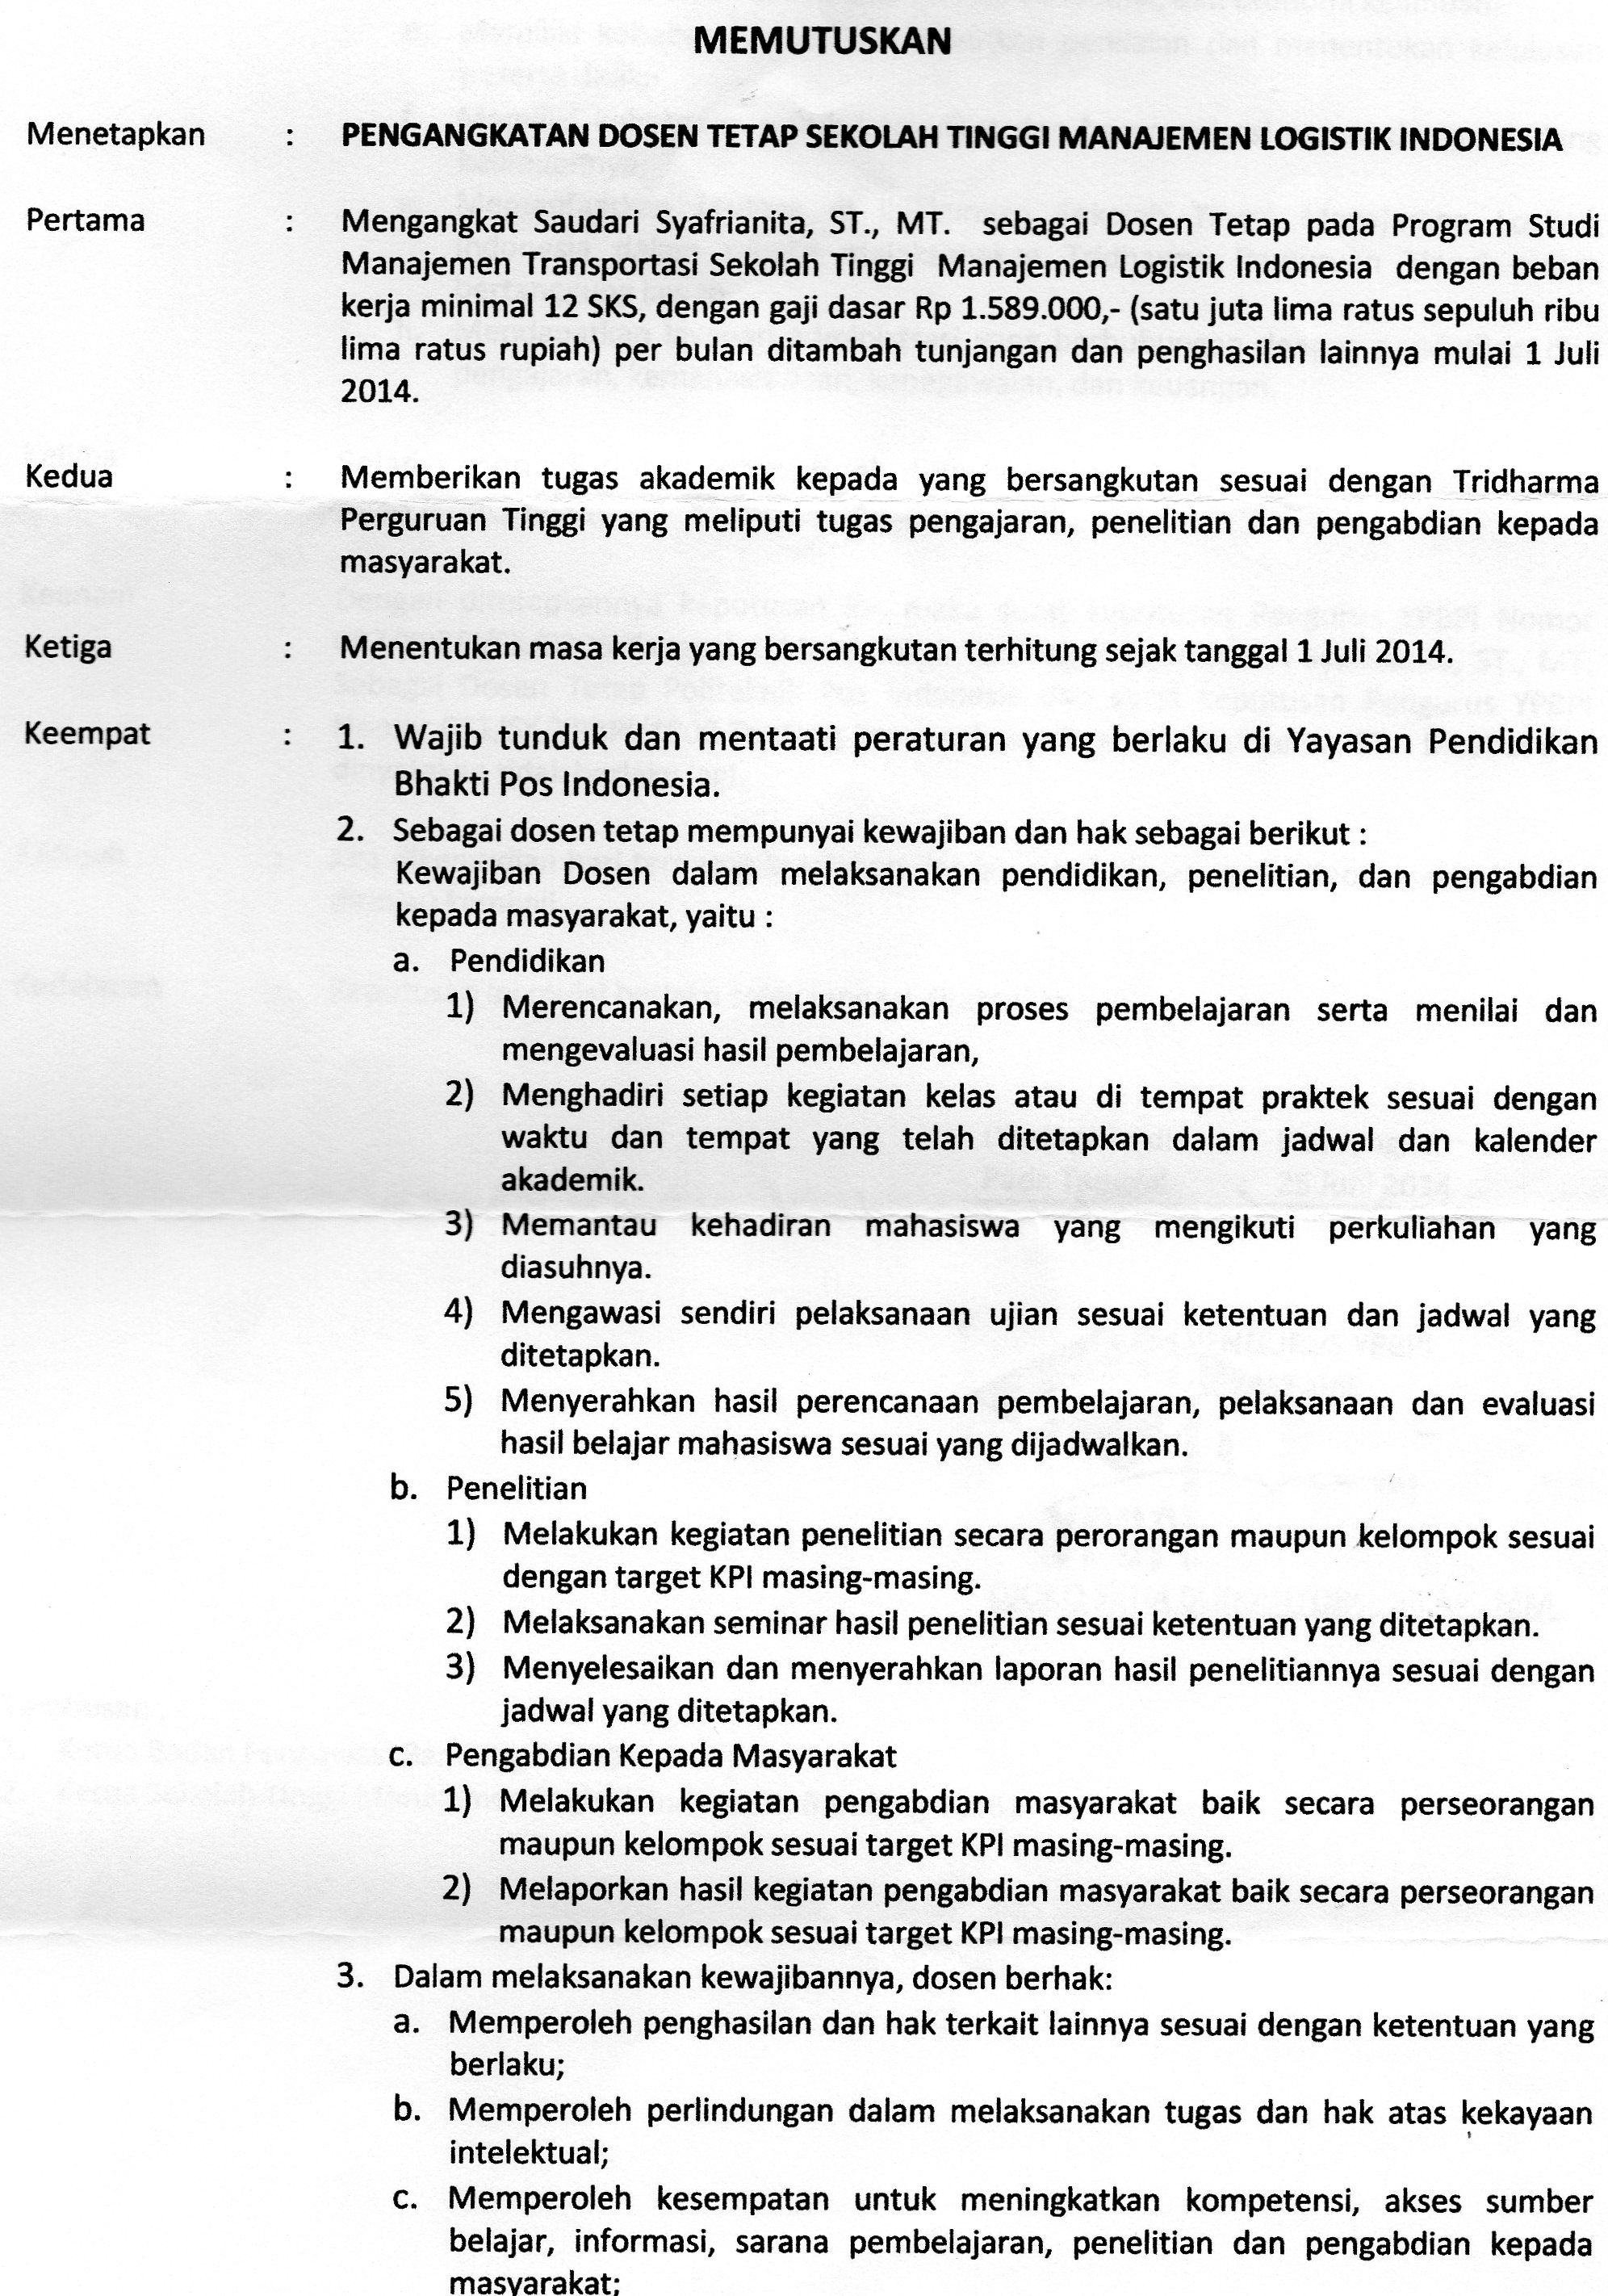 MEMUTUSKAN
Menetapkan : PENGANGKATAN DOSEN TETAP SEKOLAH TINGGI MANAJEMEN LOGISTIK INDONESIA
Pertama : Mengangkat Saudari Syafrianita, ST., MT. sebagai Dosen Tetap pada Program Studi
Manajemen Transportasi Sekolah Tinggi Manajemen Logistik Indonesia dengan beban
kerja minimal 12 SKS, dengan gaji dasar Rp 1.589.000,- (satu juta lima ratus sepuluh ribu
lima ratus rupiah) per bulan ditambah tunjangan dan penghasilan lainnya mulai 1 Juli
2014.
Kedua : Memberikan tugas akademik kepada yang bersangkutan sesuai dengan Tridharma
Perguruan Tinggi yang meliputi tugas pengajaran, penelitian dan pengabdian kepada
masyarakat.
Ketiga : Menentukan masa kerja yang bersangkutan terhitung sejak tanggal 1 Juli 2014.
Keempat : 1. Wajib tunduk dan mentaati peraturan yang berlaku di Yayasan Pendidikan
Bhakti Pos Indonesia.
2. Sebagai dosen tetap mempunyai kewajiban dan hak sebagai berikut :
Kewajiban Dosen dalam melaksanakan pendidikan, penelitian, dan pengabdian
kepada masyarakat, yaitu :
a. Pendidikan
1) Merencanakan, melaksanakan proses pembelajaran serta menilai dan
mengevaluasi hasil pembelajaran,
2) Menghadiri setiap kegiatan kelas atau di tempat praktek sesuai dengan
waktu dan tempat yang telah ditetapkan dalam jadwal dan kalender
akademik.
3) Memantau kehadiran mahasiswa yang mengikuti perkuliahan yang
diasuhnya.
4) Mengawasi sendiri pelaksanaan ujian sesuai ketentuan dan jadwal yang
ditetapkan.
5) Menyerahkan hasil perencanaan pembelajaran, pelaksanaan dan evaluasi
hasil belajar mahasiswa sesuai yang dijadwalkan.
b. Penelitian
1) Melakukan kegiatan penelitian secara perorangan maupun kelompok sesuai
dengan target KPI masing-masing.
2) Melaksanakan seminar hasil penelitian sesuai ketentuan yang ditetapkan.
3) Menyelesaikan dan menyerahkan laporan hasil penelitiannya sesuai dengan
jadwal yang ditetapkan.
c. Pengabdian Kepada Masyarakat
1) Melakukan kegiatan pengabdian masyarakat baik secara perseorangan
maupun kelompok sesuai target KPI masing-masing.
2) Melaporkan hasil kegiatan pengabdian masyarakat baik secara perseorangan
maupun kelompok sesuai target KPI masing-masing.
3. Dalam melaksanakan kewajibannya, dosen berhak:
a. Memperoleh penghasilan dan hak terkait lainnya sesuai dengan ketentuan yang
berlaku;
b. Memperoleh perlindungan dalam melaksanakan tugas dan hak atas kekayaan
intelektual;
c. Memperoleh kesempatan untuk meningkatkan kompetensi, akses sumber
belajar, informasi, sarana pembelajaran, penelitian dan pengabdian kepada
masyarakat;